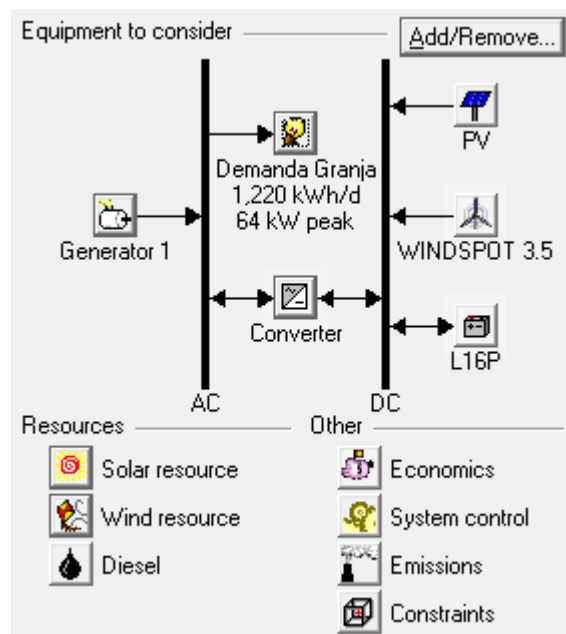 Equipment to consider
Add/Remove...
PV
Demanda Granja
1,220 kWh/d
64 kW peak
Generator 1
WINDSPOT 3.5
Converter
L16P
AC
DC
Resources
Other
Solar resource
Economics
Wind resource
System control
Diesel
Emissions
Constraints